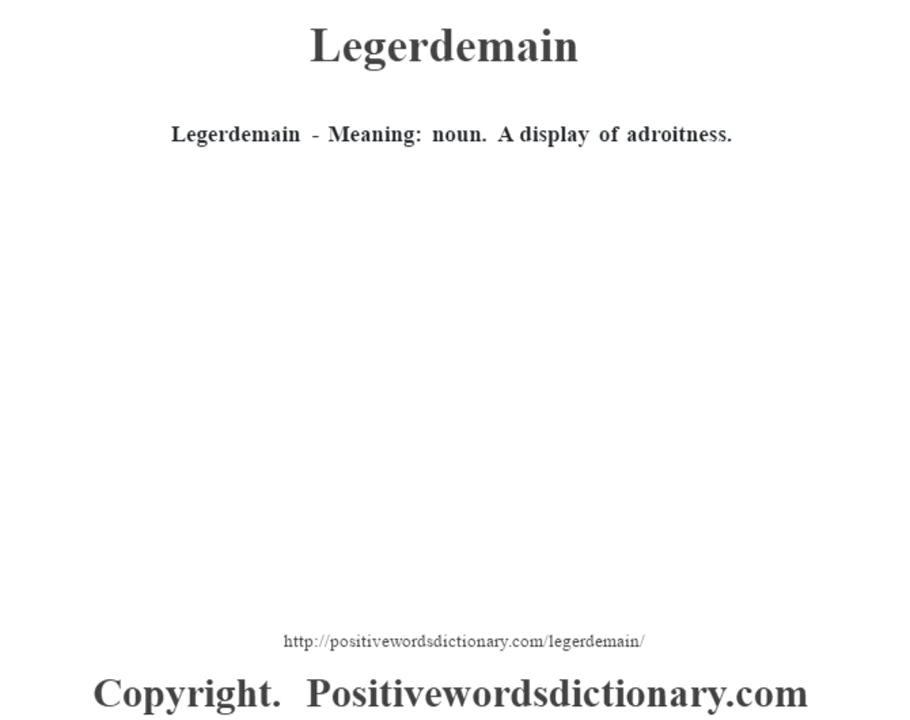 Legerdemain
Legerdemain - Meaning: noun. A display of adroitness.
http://positivewordsdictionary.com/legerdemain/
Copyright. Positivewordsdictionary.com